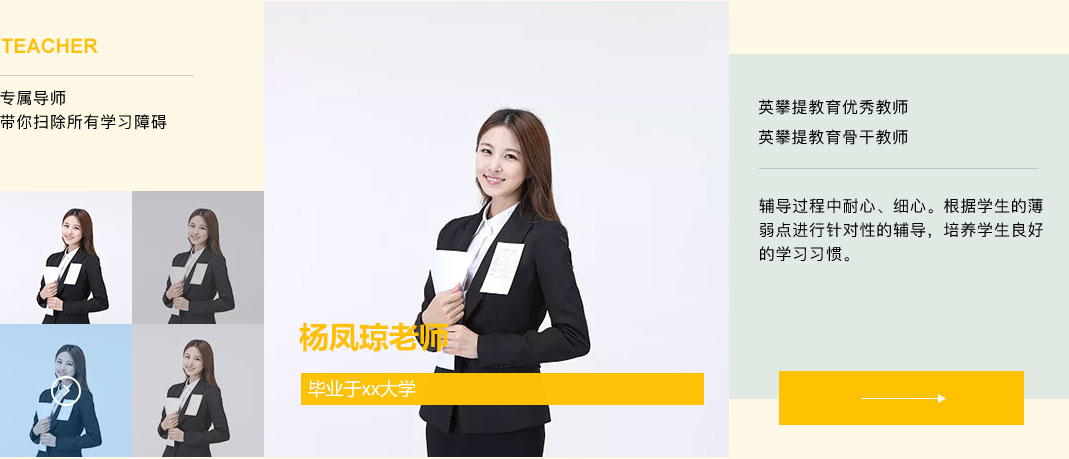 TEACHER
专属导师
带你扫除所有学习障碍
杨凤琼老师
毕业于xx大学
英攀提教育优秀教师
英攀提教育骨干教师
辅导过程中耐心、细心。根据学生的薄
弱点进行针对性的辅导，培养学生良好
的学习习惯。